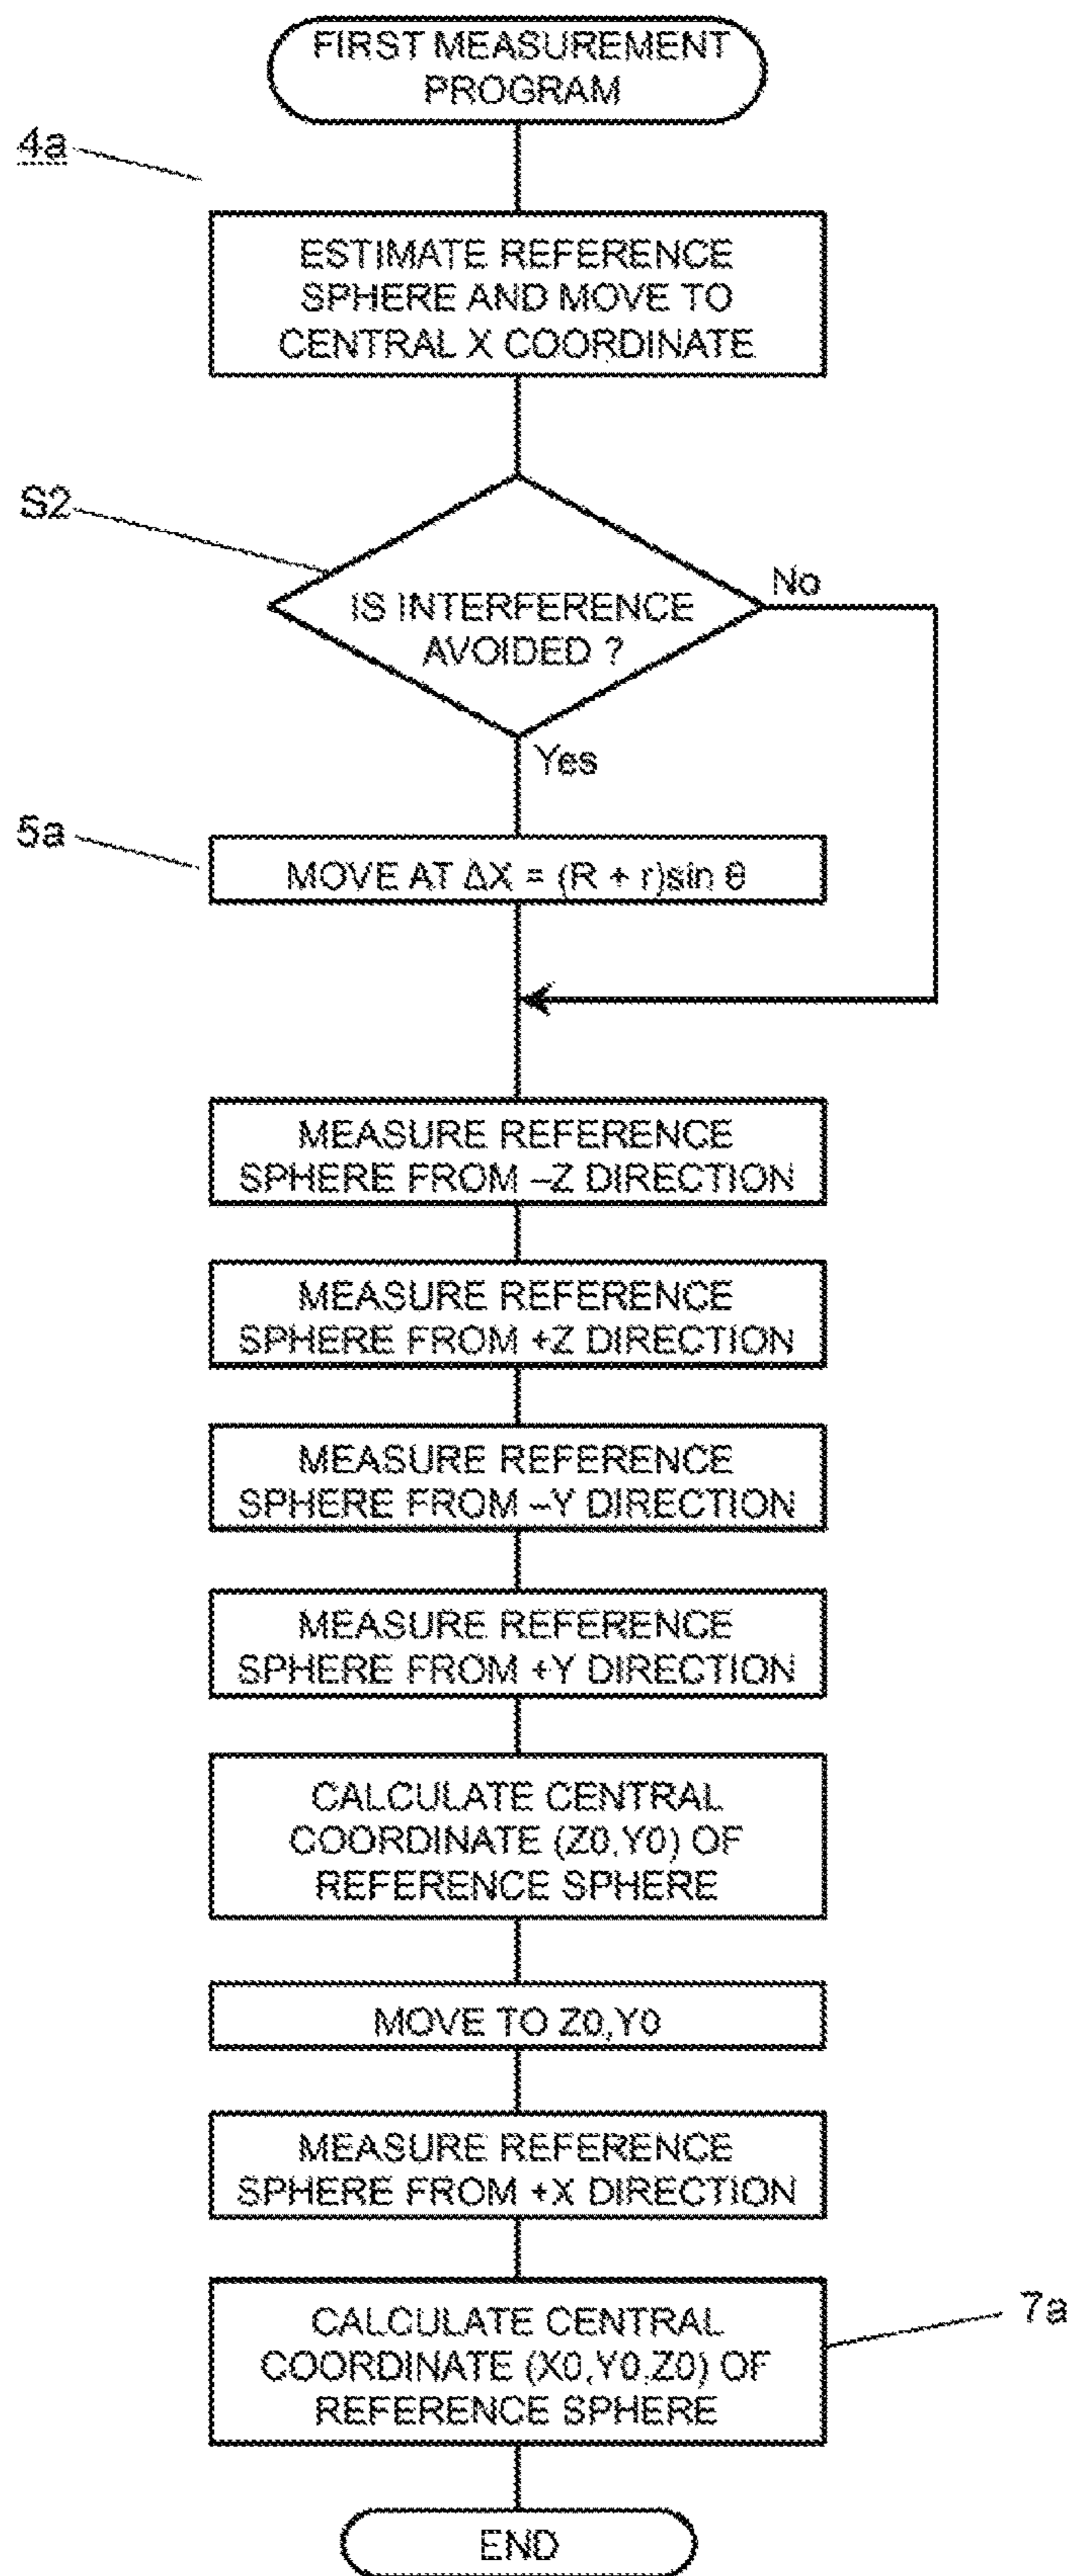 FIRST MEASUREMENT
PROGRAM
4a
ESTIMATE REFERENCE
SPHERE AND MOVE TO
CENTRAL X COORDINATE
S2
IS INTERFERENCE
AVOIDED ?
No
Yes
5a
MOVE AT ΔX = (R + r)sin θ
MEASURE REFERENCE
SPHERE FROM –Z DIRECTION
MEASURE REFERENCE
SPHERE FROM +Z DIRECTION
MEASURE REFERENCE
SPHERE FROM –Y DIRECTION
MEASURE REFERENCE
SPHERE FROM +Y DIRECTION
CALCULATE CENTRAL
COORDINATE (Z0,Y0) OF
REFERENCE SPHERE
MOVE TO Z0,Y0
MEASURE REFERENCE
SPHERE FROM +X DIRECTION
CALCULATE CENTRAL
COORDINATE (X0,Y0,Z0) OF
REFERENCE SPHERE
7a
END